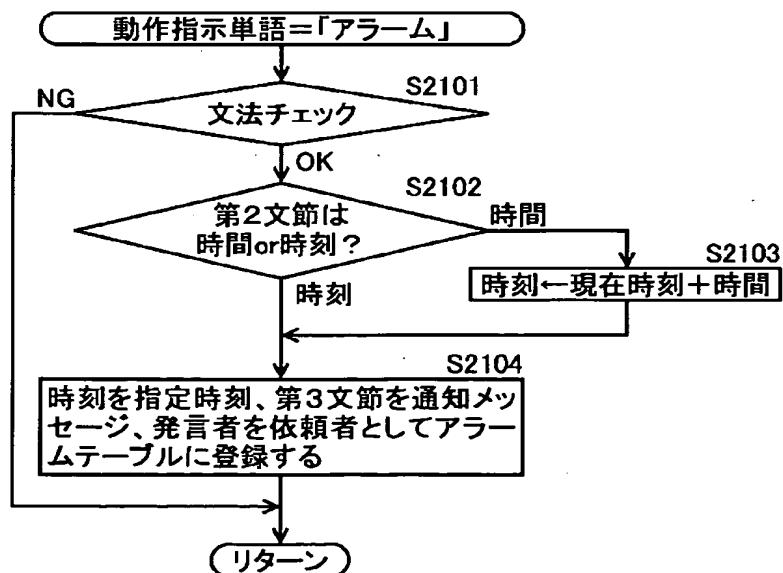 動作指示単語=「アラーム」
S2101
NG
文法チェック
OK
S2102
第2文節は
時間or時刻?
時間
S2103
時刻←現在時刻+時間
時刻
S2104
時刻を指定時刻、第3文節を通知メッ
セージ、発言者を依頼者としてアラー
ムテーブルに登録する
リターン